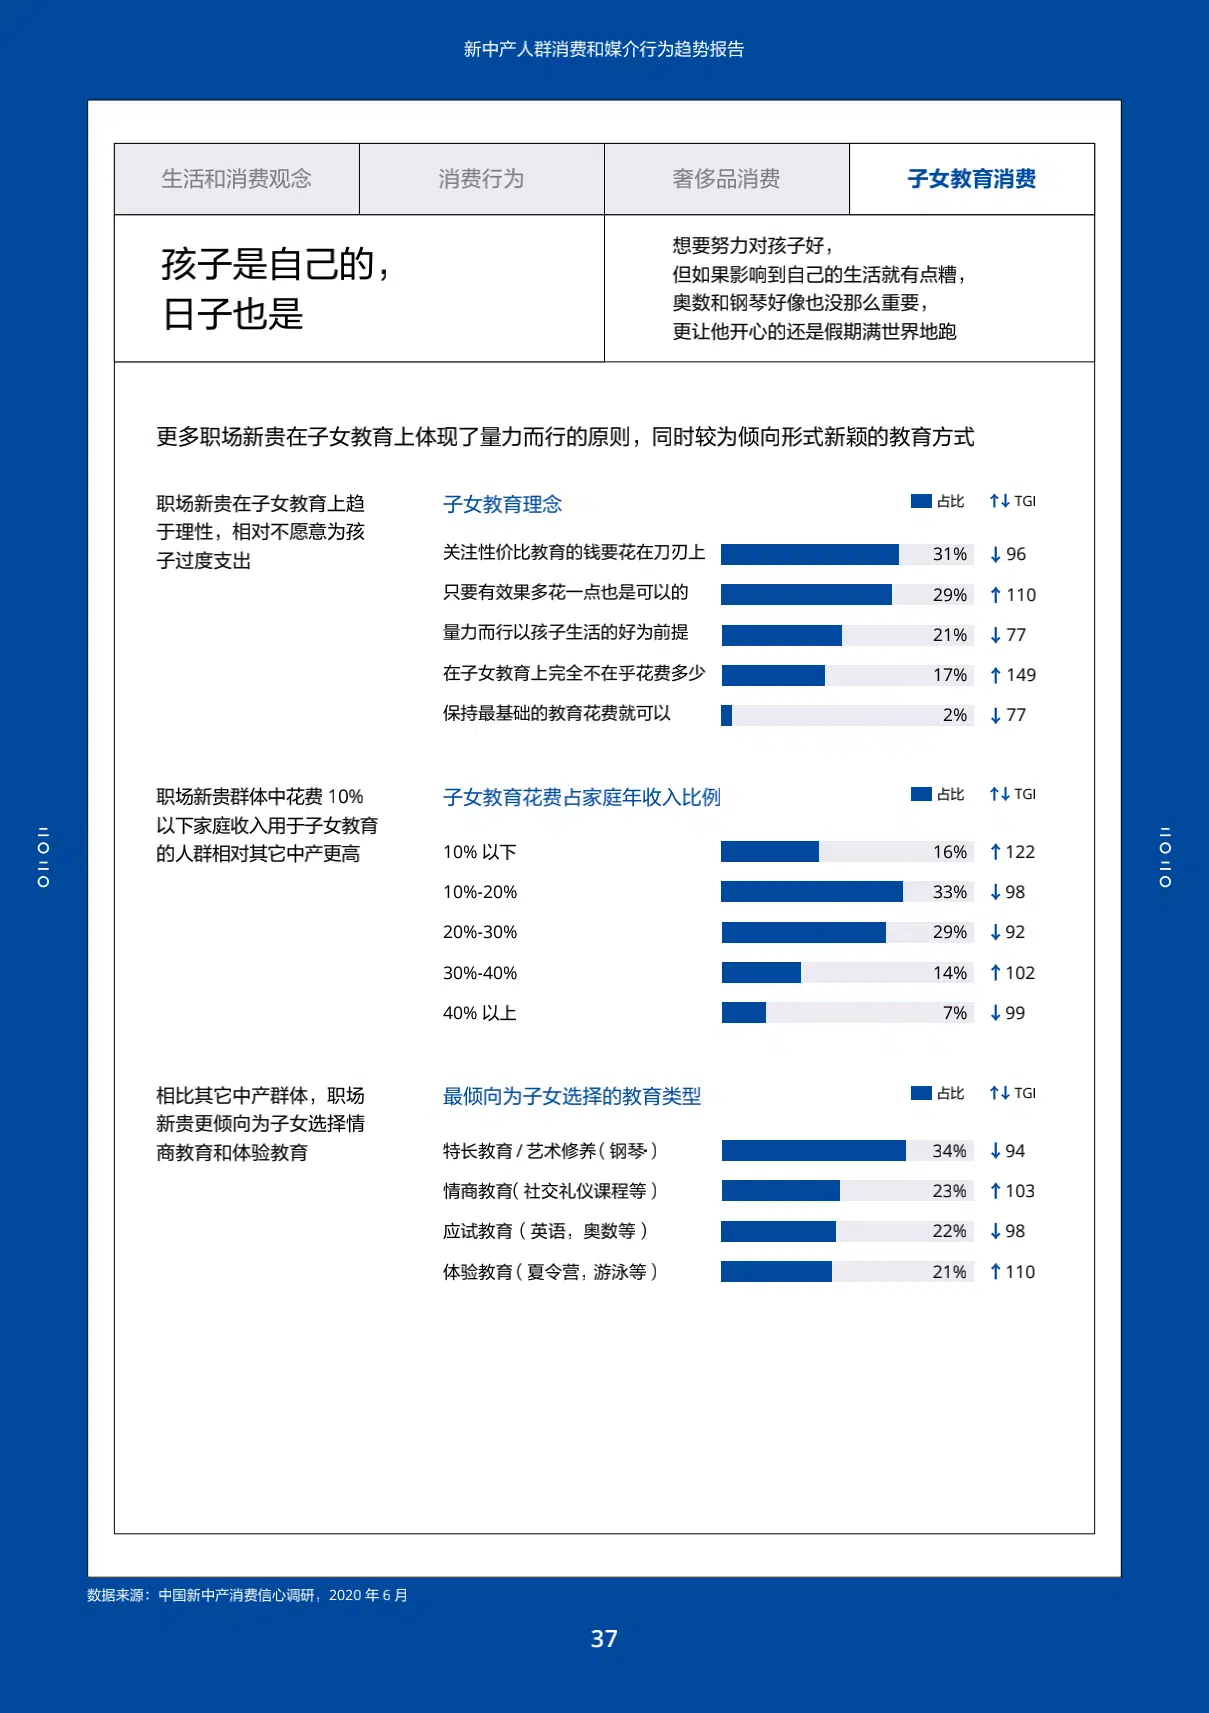 新中产人群消费和媒介行为趋势报告
生活和消费观念 消费行为 奢侈品消费 子女教育消费
孩子是自己的，
日子也是
想要努力对孩子好，
但如果影响到自己的生活就有点糟，
奥数和钢琴好像也没那么重要，
更让他开心的还是假期满世界地跑
更多职场新贵在子女教育上体现了量力而行的原则，同时较为倾向形式新颖的教育方式
职场新贵在子女教育上趋
于理性，相对不愿意为孩
子过度支出
子女教育理念 占比 ↑↓ TGI
关注性价比教育的钱要花在刀刃上 31% ↓ 96
只要有效果多花一点也是可以的 29% ↑ 110
量力而行以孩子生活的好为前提 21% ↓ 77
在子女教育上完全不在乎花费多少 17% ↑ 149
保持最基础的教育花费就可以 2% ↓ 77
职场新贵群体中花费 10%
以下家庭收入用于子女教育
的人群相对其它中产更高
子女教育花费占家庭年收入比例 占比 ↑↓ TGI
10% 以下 16% ↑ 122
10%-20% 33% ↓ 98
20%-30% 29% ↓ 92
30%-40% 14% ↑ 102
40% 以上 7% ↓ 99
相比其它中产群体，职场
新贵更倾向为子女选择情
商教育和体验教育
最倾向为子女选择的教育类型 占比 ↑↓ TGI
特长教育 / 艺术修养（钢琴·） 34% ↓ 94
情商教育（社交礼仪课程等） 23% ↑ 103
应试教育（英语，奥数等） 22% ↓ 98
体验教育（夏令营，游泳等） 21% ↑ 110
二〇二〇
二〇二〇
数据来源：中国新中产消费信心调研，2020 年 6 月
37